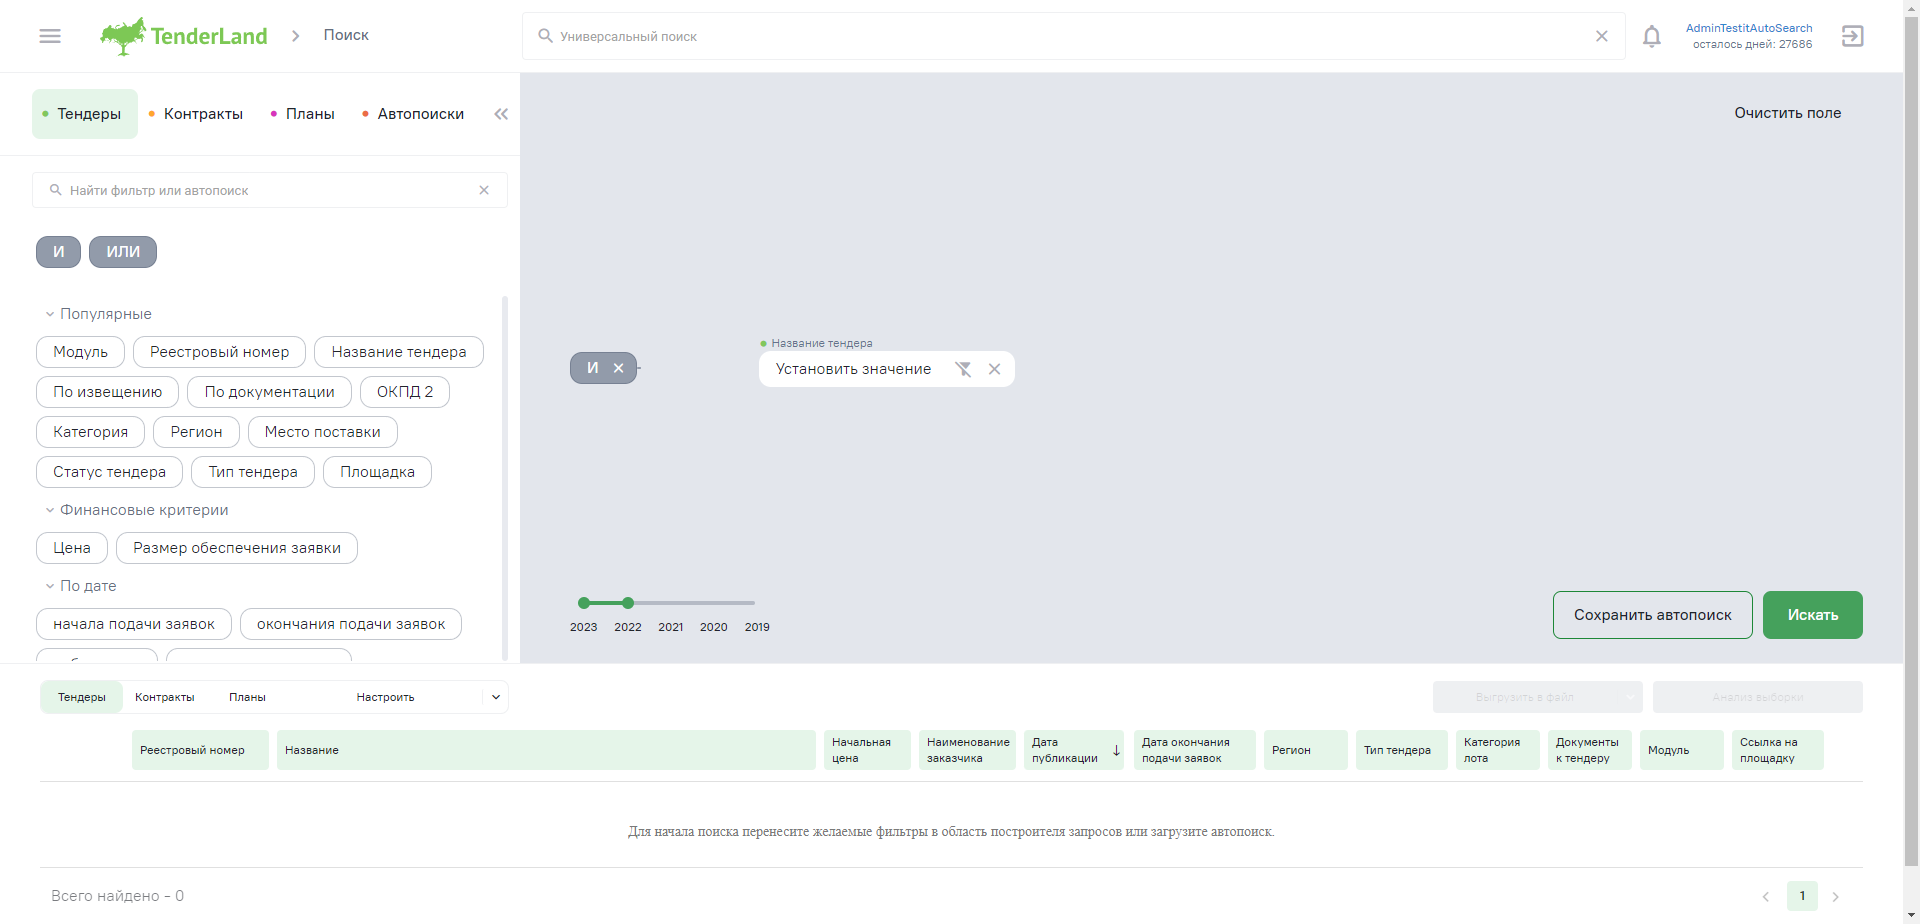 TenderLand
Поиск
Универсальный поиск
AdminTestitAutoSearch
осталось дней: 27686
Тендеры
Контракты
Планы
Автопоиски
Очистить поле
Найти фильтр или автопоиск
И
ИЛИ
Популярные
Модуль
Реестровый номер
Название тендера
По извещению
По документации
ОКПД 2
Категория
Регион
Место поставки
Статус тендера
Тип тендера
Площадка
Финансовые критерии
Цена
Размер обеспечения заявки
По дате
начала подачи заявок
окончания подачи заявок
И
Название тендера
Установить значение
2023
2022
2021
2020
2019
Сохранить автопоиск
Искать
Тендеры
Контракты
Планы
Настроить
Выгрузить в файл
Анализ выборки
Реестровый номер
Название
Начальная
цена
Наименование
заказчика
Дата
публикации
Дата окончания
подачи заявок
Регион
Тип тендера
Категория
лота
Документы
к тендеру
Модуль
Ссылка на
площадку
Для начала поиска перенесите желаемые фильтры в область построителя запросов или загрузите автопоиск.
Всего найдено - 0
1